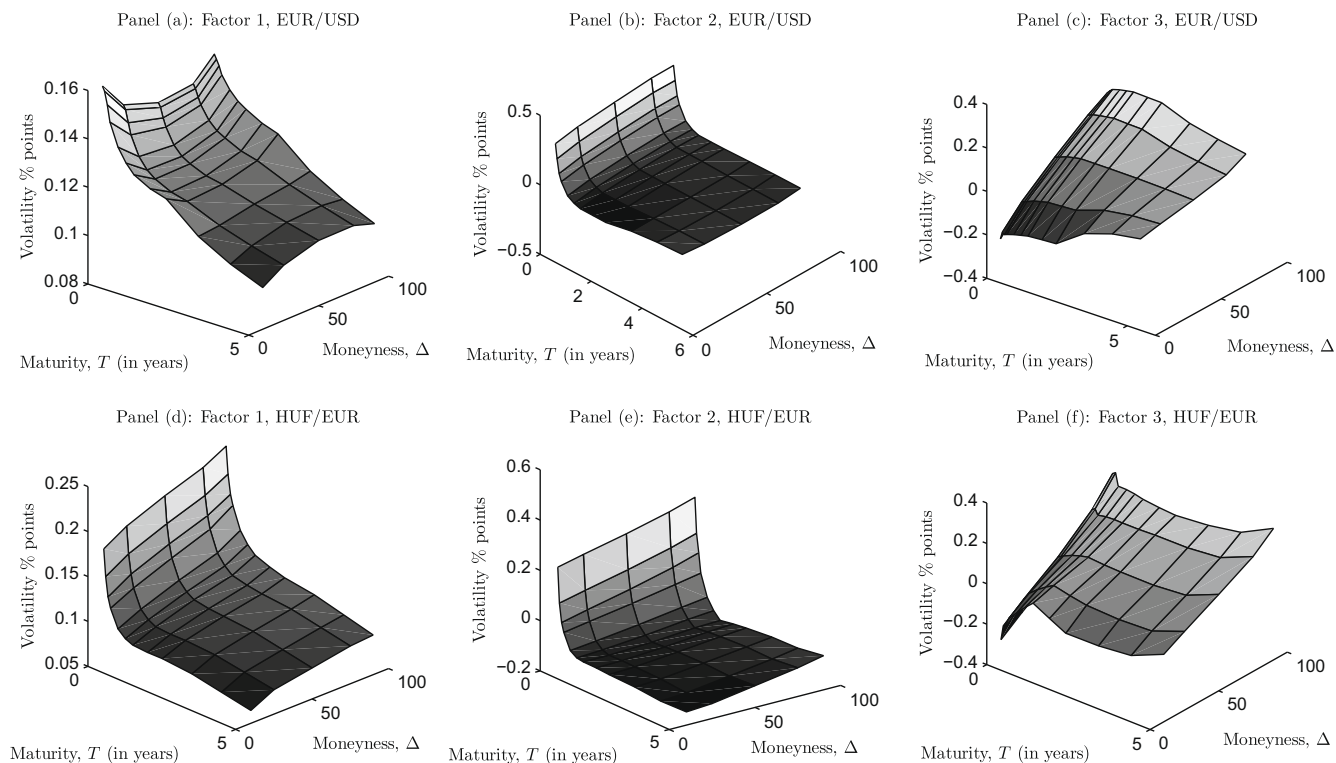 Panel (a): Factor 1, EUR/USD
Volatility % points
0.16
0.14
0.12
0.1
0.08
0
5
0
50
100
Maturity, T (in years)
Moneyness, Δ
Panel (b): Factor 2, EUR/USD
Volatility % points
0.5
0
−0.5
0
2
4
6
0
50
100
Maturity, T (in years)
Moneyness, Δ
Panel (c): Factor 3, EUR/USD
Volatility % points
0.4
0.2
0
−0.2
−0.4
0
5
0
50
100
Maturity, T (in years)
Moneyness, Δ
Panel (d): Factor 1, HUF/EUR
Volatility % points
0.25
0.2
0.15
0.1
0.05
0
5
0
50
100
Maturity, T (in years)
Moneyness, Δ
Panel (e): Factor 2, HUF/EUR
Volatility % points
0.6
0.4
0.2
0
−0.2
0
5
0
50
100
Maturity, T (in years)
Moneyness, Δ
Panel (f): Factor 3, HUF/EUR
Volatility % points
0.4
0.2
0
−0.2
−0.4
0
5
0
50
100
Maturity, T (in years)
Moneyness, Δ